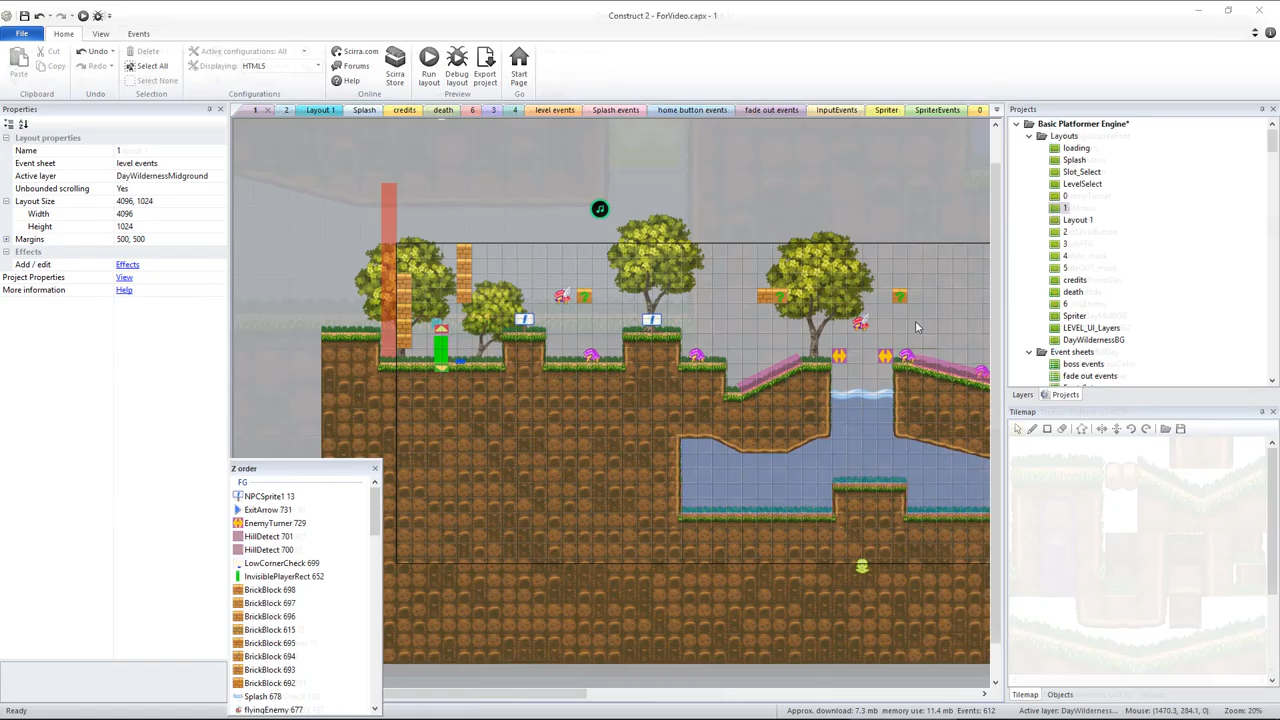 Construct 2 - ForVideo.capx - 1
File
Home
View
Events
Paste
Cut
Copy
Clipboard
Undo
Redo
Undo
Delete
Select All
Select None
Selection
Active configurations: All
Displaying: HTML5
Configurations
Scirra.com
Forums
Help
Online
Scirra Store
Run layout
Debug layout
Export project
Preview
Start Page
Go
Properties
Layout properties
Name 1
Event sheet level events
Active layer DayWildernessMidground
Unbounded scrolling Yes
Layout Size 4096, 1024
Width 4096
Height 1024
Margins 500, 500
Effects
Add / edit Effects
Project Properties View
More information Help
1 2 Layout 1 Splash credits death 6 3 4 level events Splash events home button events fade out events InputEvents Spriter SpriterEvents 0
Z order
FG
NPCSprite1 13
ExitArrow 731
EnemyTurner 729
HillDetect 701
HillDetect 700
LowCornerCheck 699
InvisiblePlayerRect 652
BrickBlock 698
BrickBlock 697
BrickBlock 696
BrickBlock 615
BrickBlock 695
BrickBlock 694
BrickBlock 693
BrickBlock 692
Splash 678
flyingEnemy 677
Projects
Basic Platformer Engine*
Layouts
loading
Splash
Slot_Select
LevelSelect
0
1
Layout 1
2
3
4
5
credits
death
6
Spriter
LEVEL_UI_Layers
DayWildernessBG
Event sheets
boss events
fade out events
Layers Projects
Tilemap
Tilemap Objects
Ready
Approx. download: 7.3 mb memory use: 11.4 mb Events: 612
Active layer: DayWilderness...
Mouse: (1470.3, 284.1, 0)
Zoom: 20%